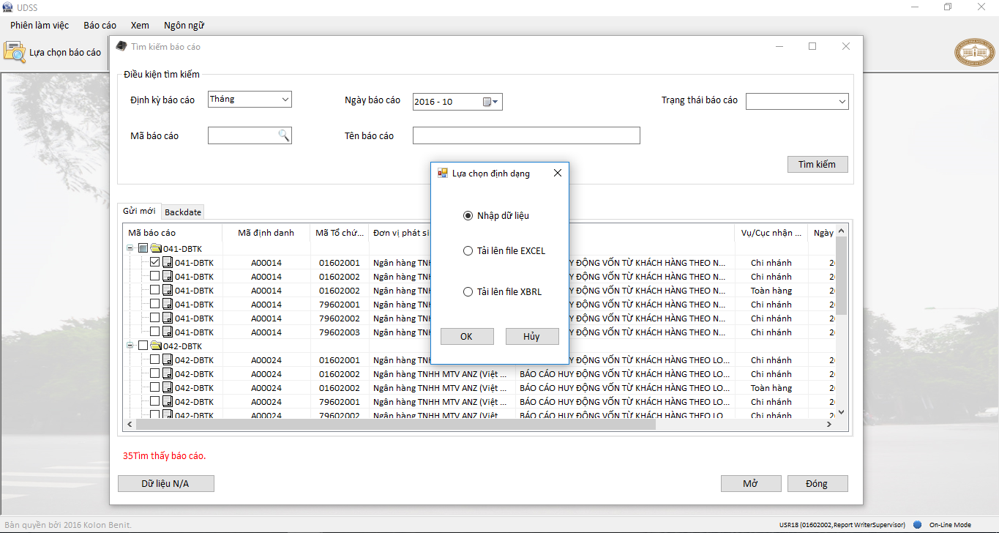 UDSS
Phiên làm việc Báo cáo Xem Ngôn ngữ
Lựa chọn báo cáo
Tìm kiếm báo cáo
Điều kiện tìm kiếm
Định kỳ báo cáo Tháng Ngày báo cáo 2016 - 10 Trạng thái báo cáo
Mã báo cáo Tên báo cáo
Tìm kiếm
Lựa chọn định dạng
Nhập dữ liệu
Tải lên file EXCEL
Tải lên file XBRL
OK Hủy
Gửi mới Backdate
Mã báo cáo Mã định danh Mã Tổ chứ... Đơn vị phát si Vụ/Cục nhận ... Ngày
041-DBTK
041-DBTK A00014 01602001 Ngân hàng TNH Y ĐỘNG VỐN TỪ KHÁCH HÀNG THEO N... Chi nhánh 2
041-DBTK A00014 01602002 Ngân hàng TNH Y ĐỘNG VỐN TỪ KHÁCH HÀNG THEO N... Chi nhánh 2
041-DBTK A00014 01602002 Ngân hàng TNH Y ĐỘNG VỐN TỪ KHÁCH HÀNG THEO N... Toàn hàng 2
041-DBTK A00014 79602001 Ngân hàng TNH Y ĐỘNG VỐN TỪ KHÁCH HÀNG THEO N... Chi nhánh 2
041-DBTK A00014 79602002 Ngân hàng TNH Y ĐỘNG VỐN TỪ KHÁCH HÀNG THEO N... Chi nhánh 2
041-DBTK A00014 79602003 Ngân hàng TNH Y ĐỘNG VỐN TỪ KHÁCH HÀNG THEO N... Chi nhánh 2
042-DBTK
042-DBTK A00024 01602001 Ngân hàng TNH Y ĐỘNG VỐN TỪ KHÁCH HÀNG THEO LO... Chi nhánh 2
042-DBTK A00024 01602002 Ngân hàng TNHH MTV ANZ (Việt ... BÁO CÁO HUY ĐỘNG VỐN TỪ KHÁCH HÀNG THEO LO... Chi nhánh 2
042-DBTK A00024 01602002 Ngân hàng TNHH MTV ANZ (Việt ... BÁO CÁO HUY ĐỘNG VỐN TỪ KHÁCH HÀNG THEO LO... Toàn hàng 2
042-DBTK A00024 79602001 Ngân hàng TNHH MTV ANZ (Việt ... BÁO CÁO HUY ĐỘNG VỐN TỪ KHÁCH HÀNG THEO LO... Chi nhánh 2
042-DBTK A00024 79602002 Ngân hàng TNHH MTV ANZ (Việt BÁO CÁO HUY ĐỘNG VỐN TỪ KHÁCH HÀNG THEO LO Chi nhánh 2
35Tìm thấy báo cáo.
Dữ liệu N/A Mở Đóng
Bản quyền bởi 2016 Kolon Benit. USR18 (01602002,Report WriterSupervisor) On-Line Mode